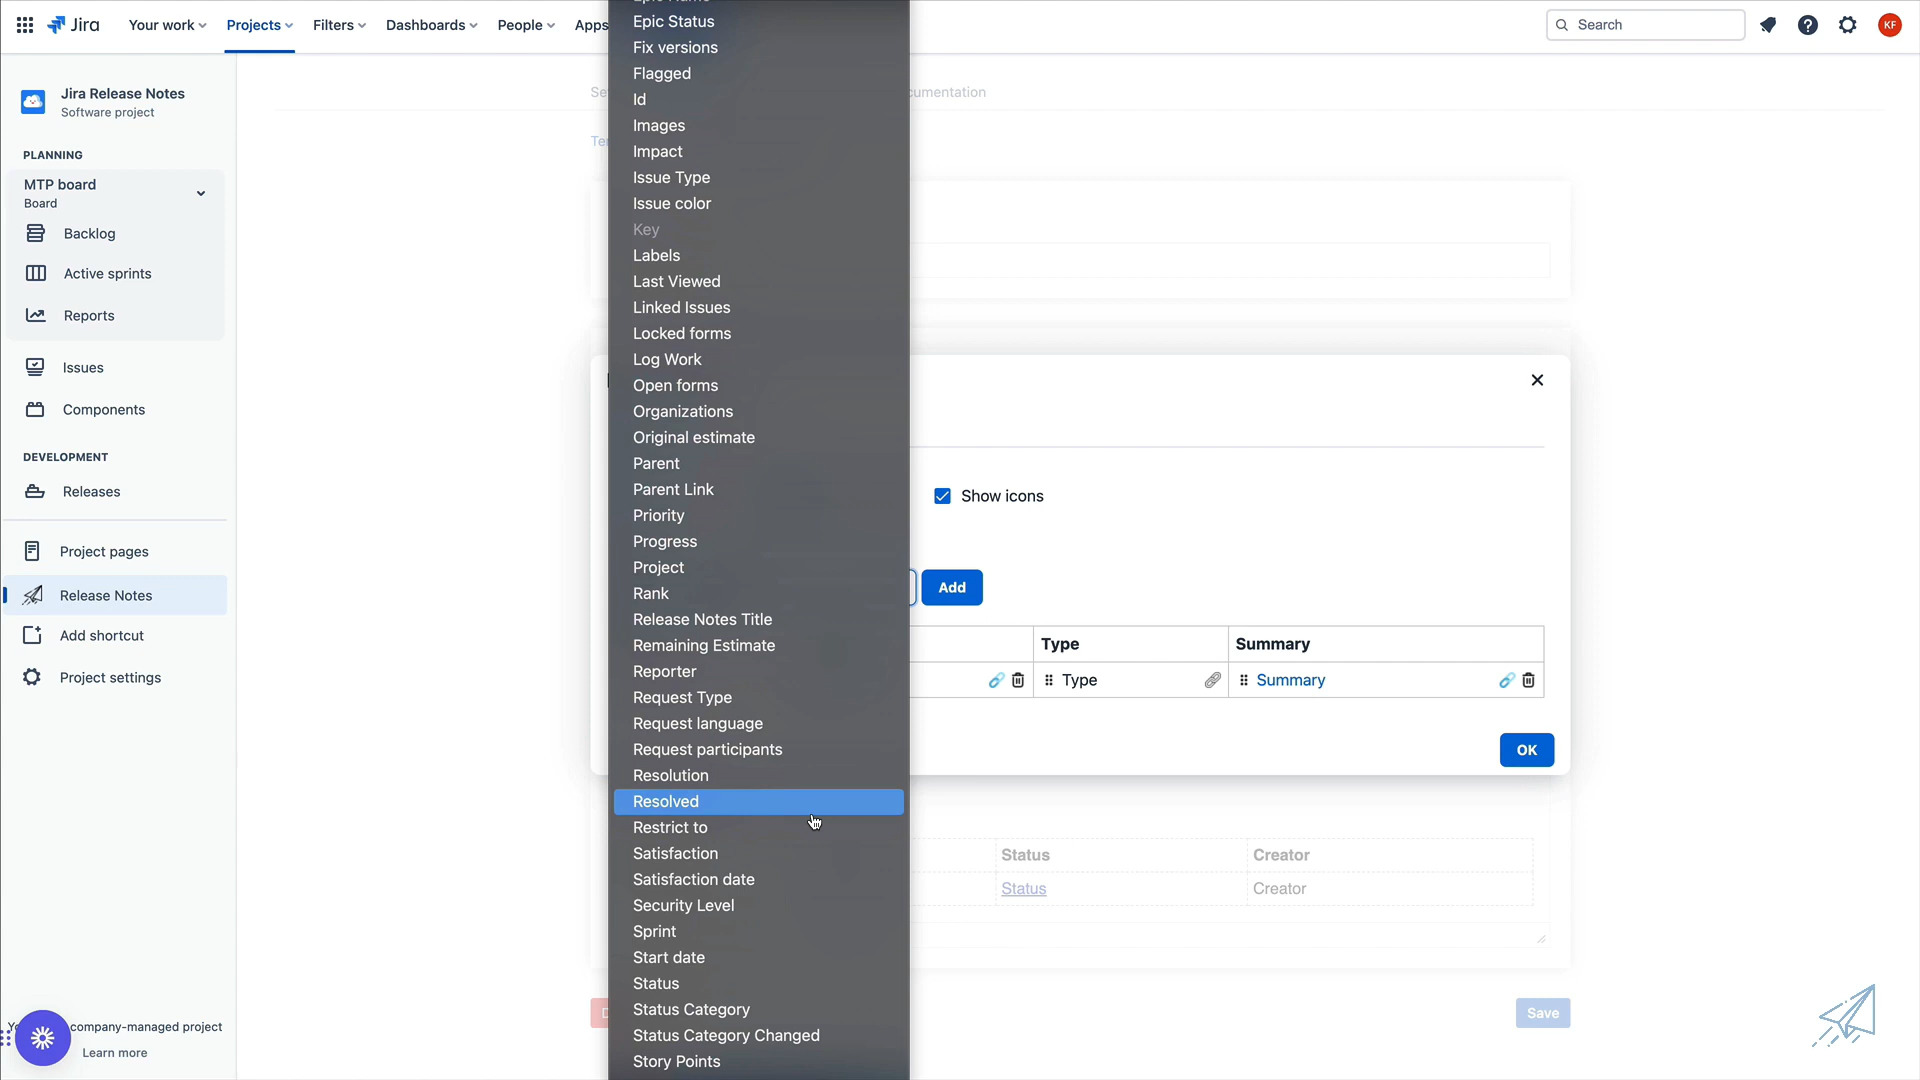 Jira
Your work
Projects
Filters
Dashboards
People
Apps
Search
KF
Jira Release Notes
Software project
PLANNING
MTP board
Board
Backlog
Active sprints
Reports
Issues
Components
DEVELOPMENT
Releases
Project pages
Release Notes
Add shortcut
Project settings
company-managed project
Learn more
Epic Status
Fix versions
Flagged
Id
Images
Impact
Issue Type
Issue color
Key
Labels
Last Viewed
Linked Issues
Locked forms
Log Work
Open forms
Organizations
Original estimate
Parent
Parent Link
Priority
Progress
Project
Rank
Release Notes Title
Remaining Estimate
Reporter
Request Type
Request language
Request participants
Resolution
Resolved
Restrict to
Satisfaction
Satisfaction date
Security Level
Sprint
Start date
Status
Status Category
Status Category Changed
Story Points
Show icons
Add
Type Summary
Type Summary
OK
Status Creator
Status Creator
Save